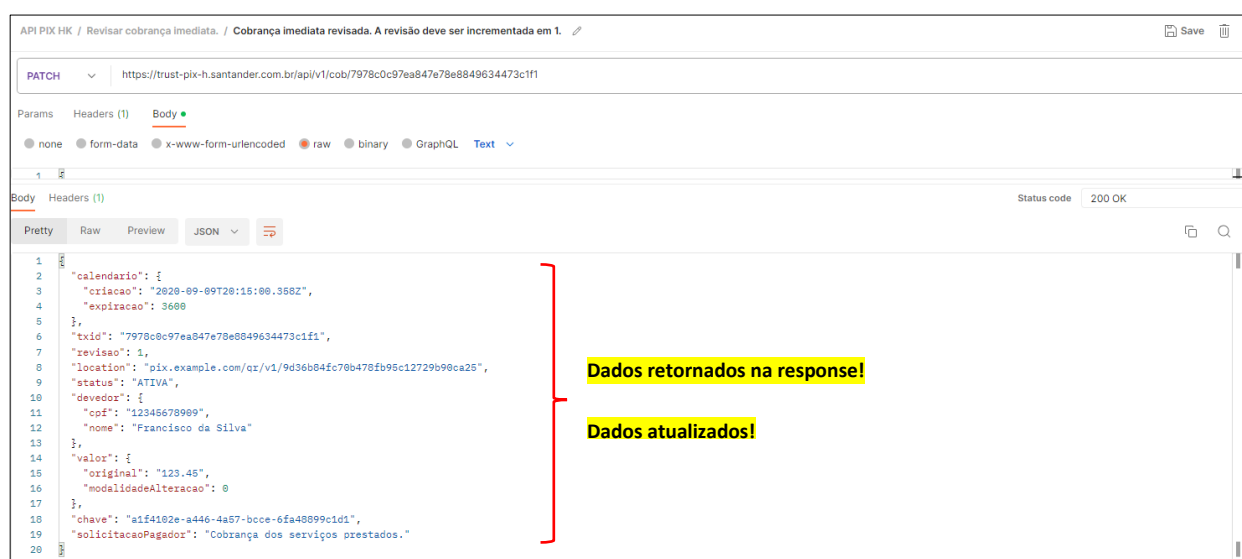 API PIX HK / Revisar cobrança imediata. / Cobrança imediata revisada. A revisão deve ser incrementada em 1. Save
PATCH https://trust-pix-h.santander.com.br/api/v1/cob/7978c0c97ea847e78e8849634473c1f1
Params Headers (1) Body
none form-data x-www-form-urlencoded raw binary GraphQL Text
1 {
Body Headers (1) Status code 200 OK
Pretty Raw Preview JSON
1 {
2 "calendario": {
3 "criacao": "2020-09-09T20:15:00.358Z",
4 "expiracao": 3600
5 },
6 "txid": "7978c0c97ea847e78e8849634473c1f1",
7 "revisao": 1,
8 "location": "pix.example.com/qr/v1/9d36b84fc70b478fb95c12729b90ca25",
9 "status": "ATIVA",
10 "devedor": {
11 "cpf": "12345678909",
12 "nome": "Francisco da Silva"
13 },
14 "valor": {
15 "original": "123.45",
16 "modalidadeAlteracao": 0
17 },
18 "chave": "a1f4102e-a446-4a57-bcce-6fa48899c1d1",
19 "solicitacaoPagador": "Cobrança dos serviços prestados."
20 }
Dados retornados na response!
Dados atualizados!